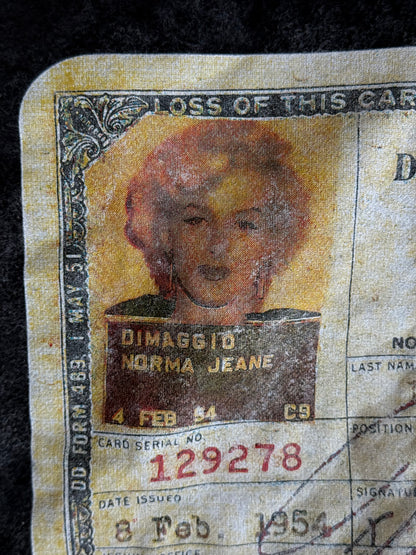 LOSS OF THIS CAR
D
DD FORM 489, 1 MAY 51
DIMAGGIO
NORMA JEANE
4 FEB 54 C9
NO
LAST NAM
CARD SERIAL NO.
129278
POSITION
DATE ISSUED
8 Feb. 1954
SIGNATU